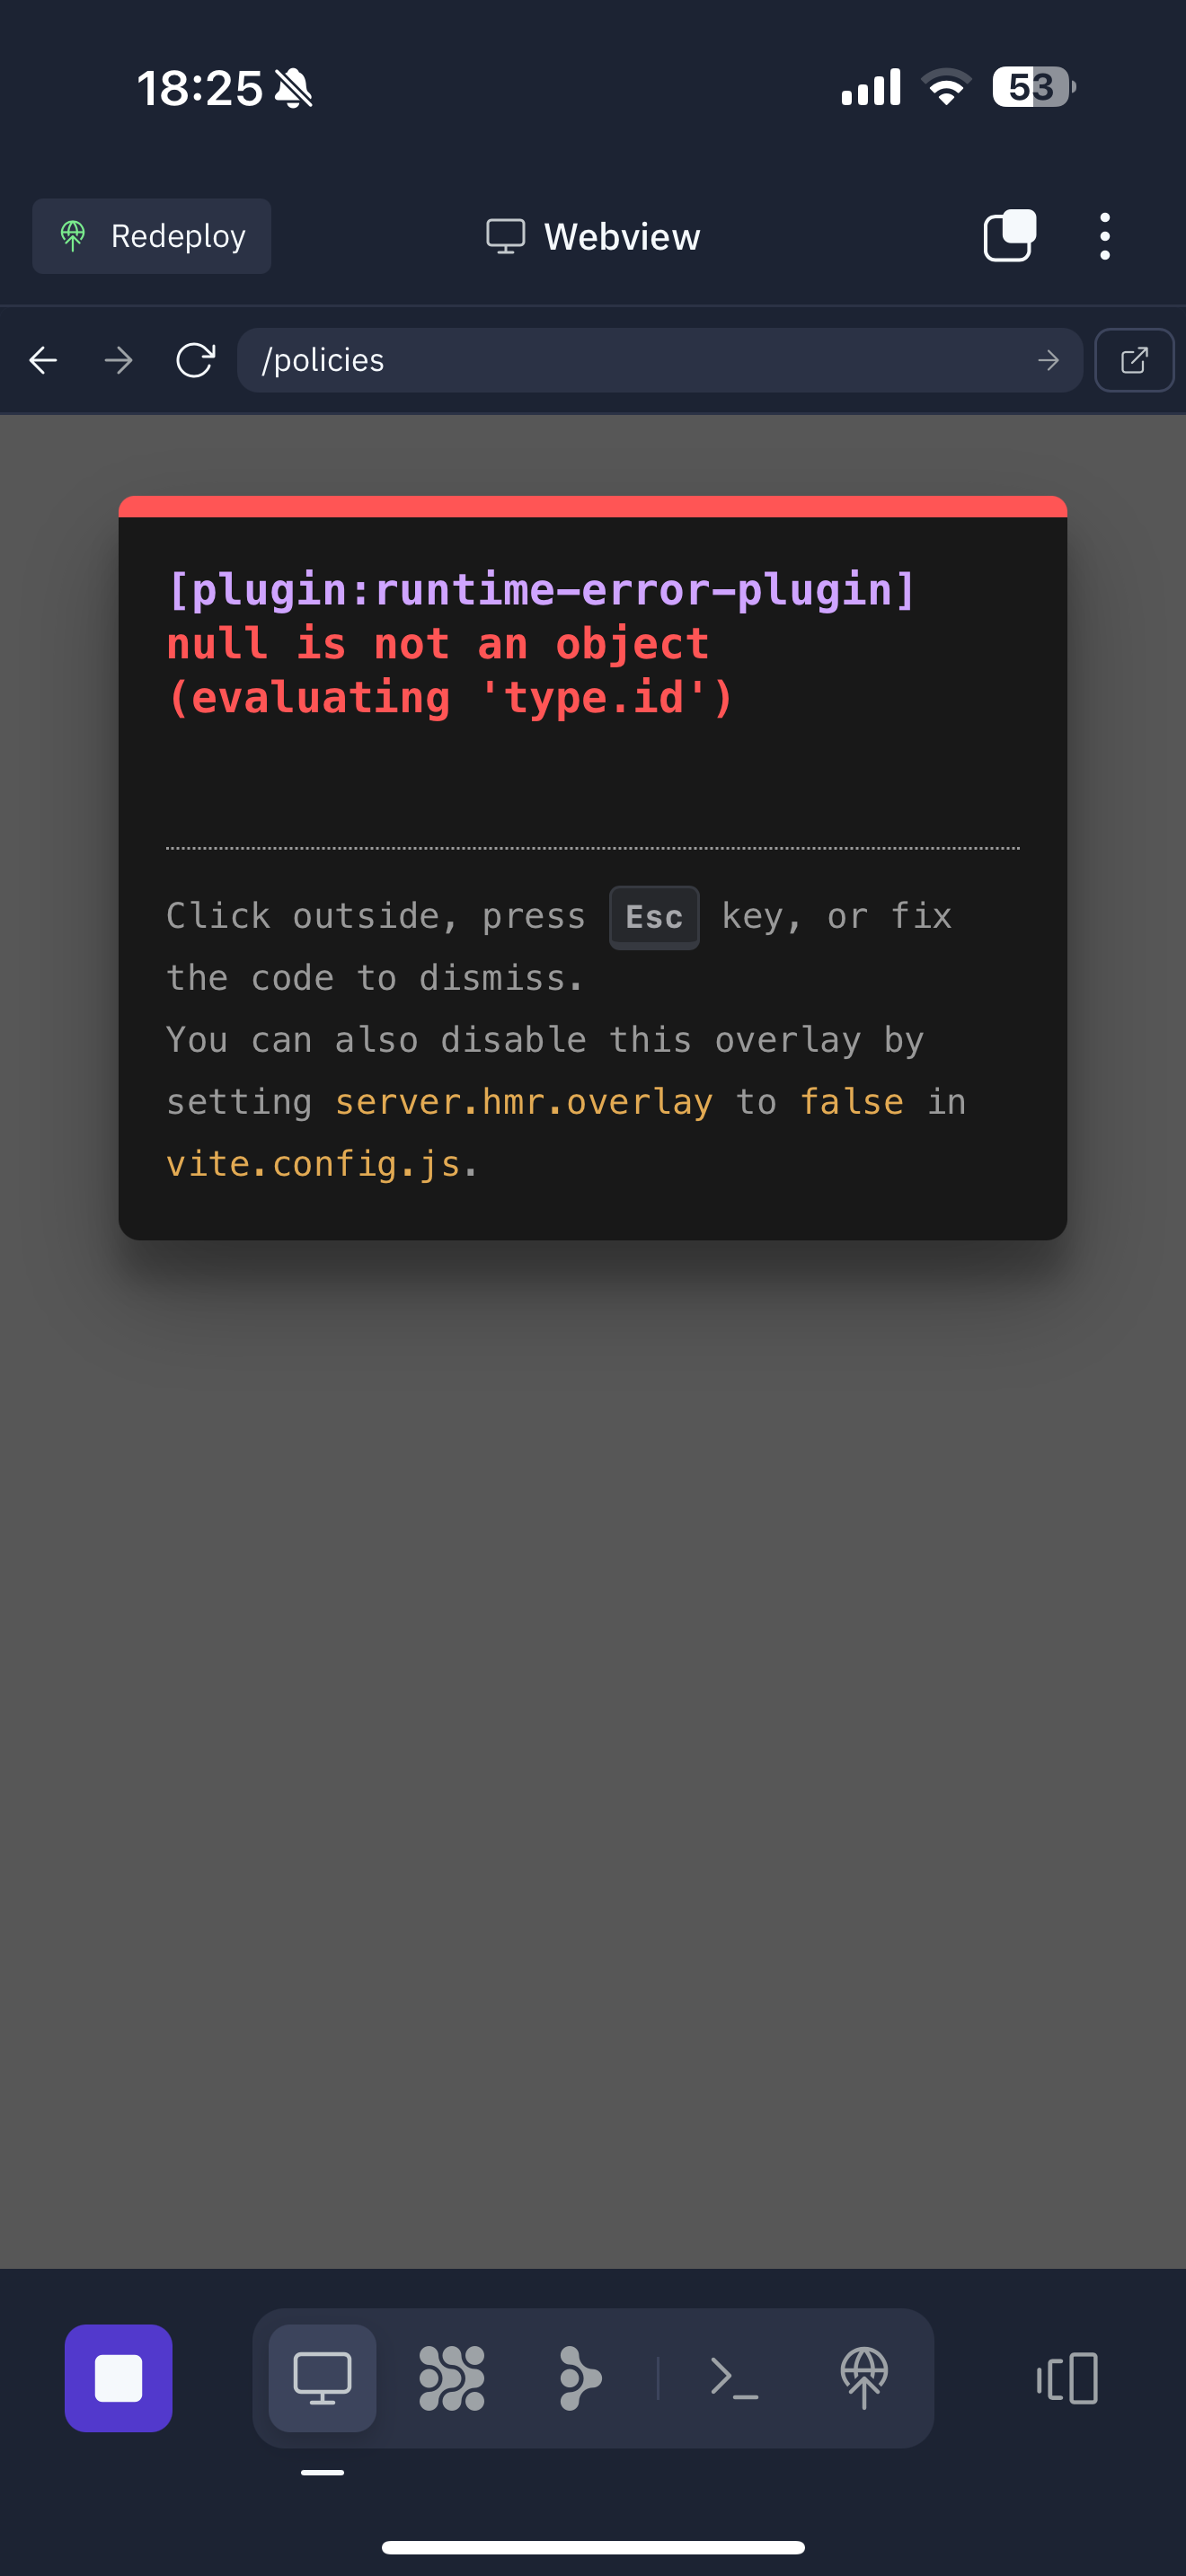 18:25
53
Redeploy
Webview
/policies
[plugin:runtime-error-plugin]
null is not an object
(evaluating 'type.id')
Click outside, press Esc key, or fix
the code to dismiss.
You can also disable this overlay by
setting server.hmr.overlay to false in
vite.config.js.